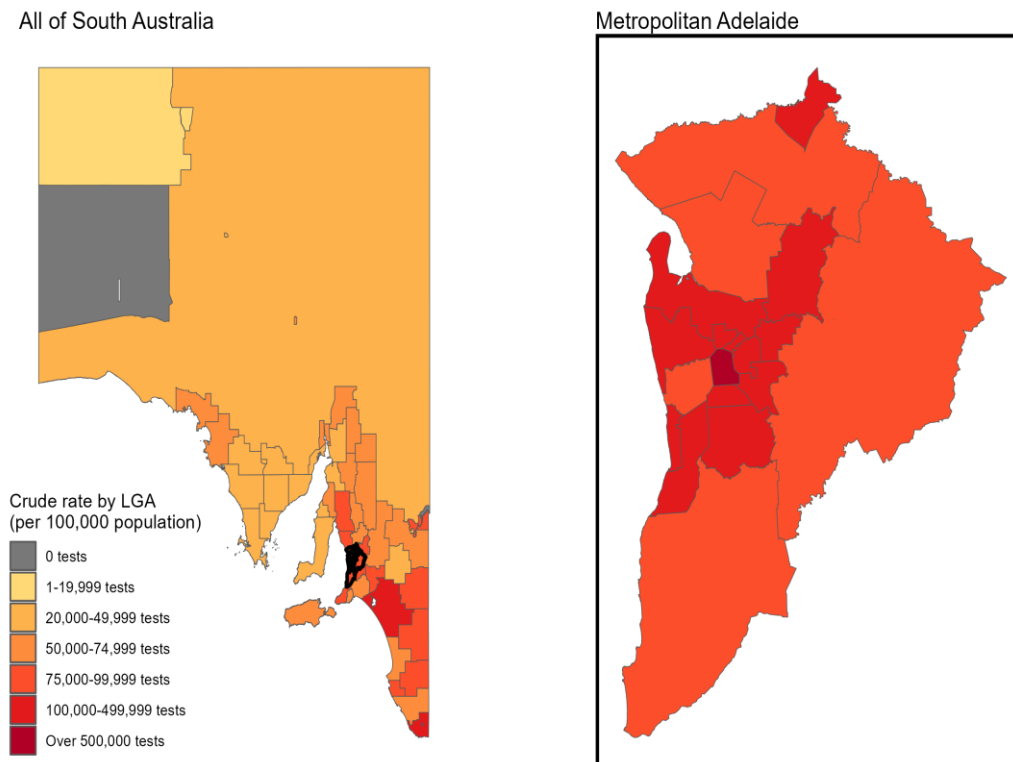 All of South Australia
Metropolitan Adelaide
Crude rate by LGA
(per 100,000 population)
0 tests
1-19,999 tests
20,000-49,999 tests
50,000-74,999 tests
75,000-99,999 tests
100,000-499,999 tests
Over 500,000 tests